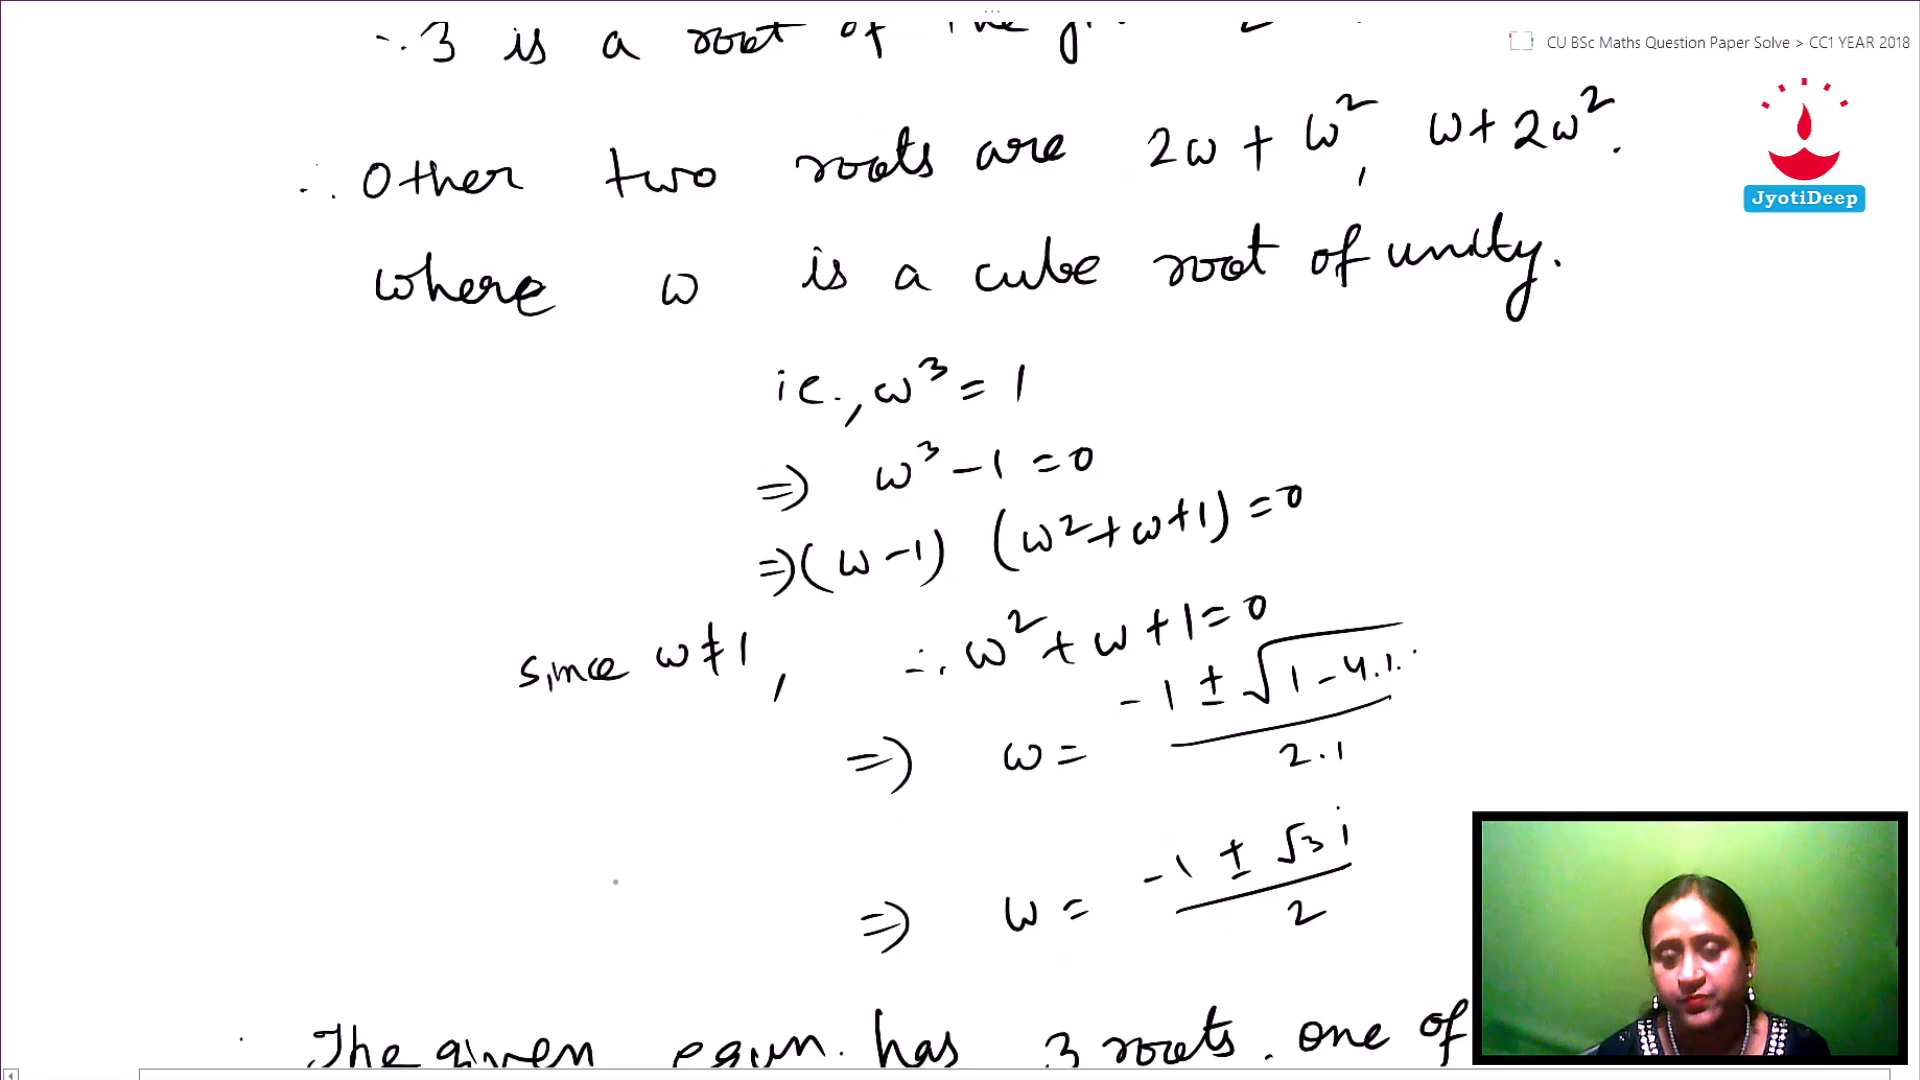 ∴ 3 is a root of the
CU BSc Maths Question Paper Solve > CC1 YEAR 2018
JyotiDeep
∴ Other two roots are 2ω + ω², ω + 2ω².
where ω is a cube root of unity.
ie., ω³ = 1
⇒ ω³ – 1 = 0
⇒ (ω – 1) (ω² + ω + 1) = 0
since ω ≠ 1, ∴ ω² + ω + 1 = 0
⇒ ω = (-1 ± √(1 – 4.1.)) / 2.1
⇒ ω = (-1 ± √3 i) / 2
The given equn. has 3 roots. one of